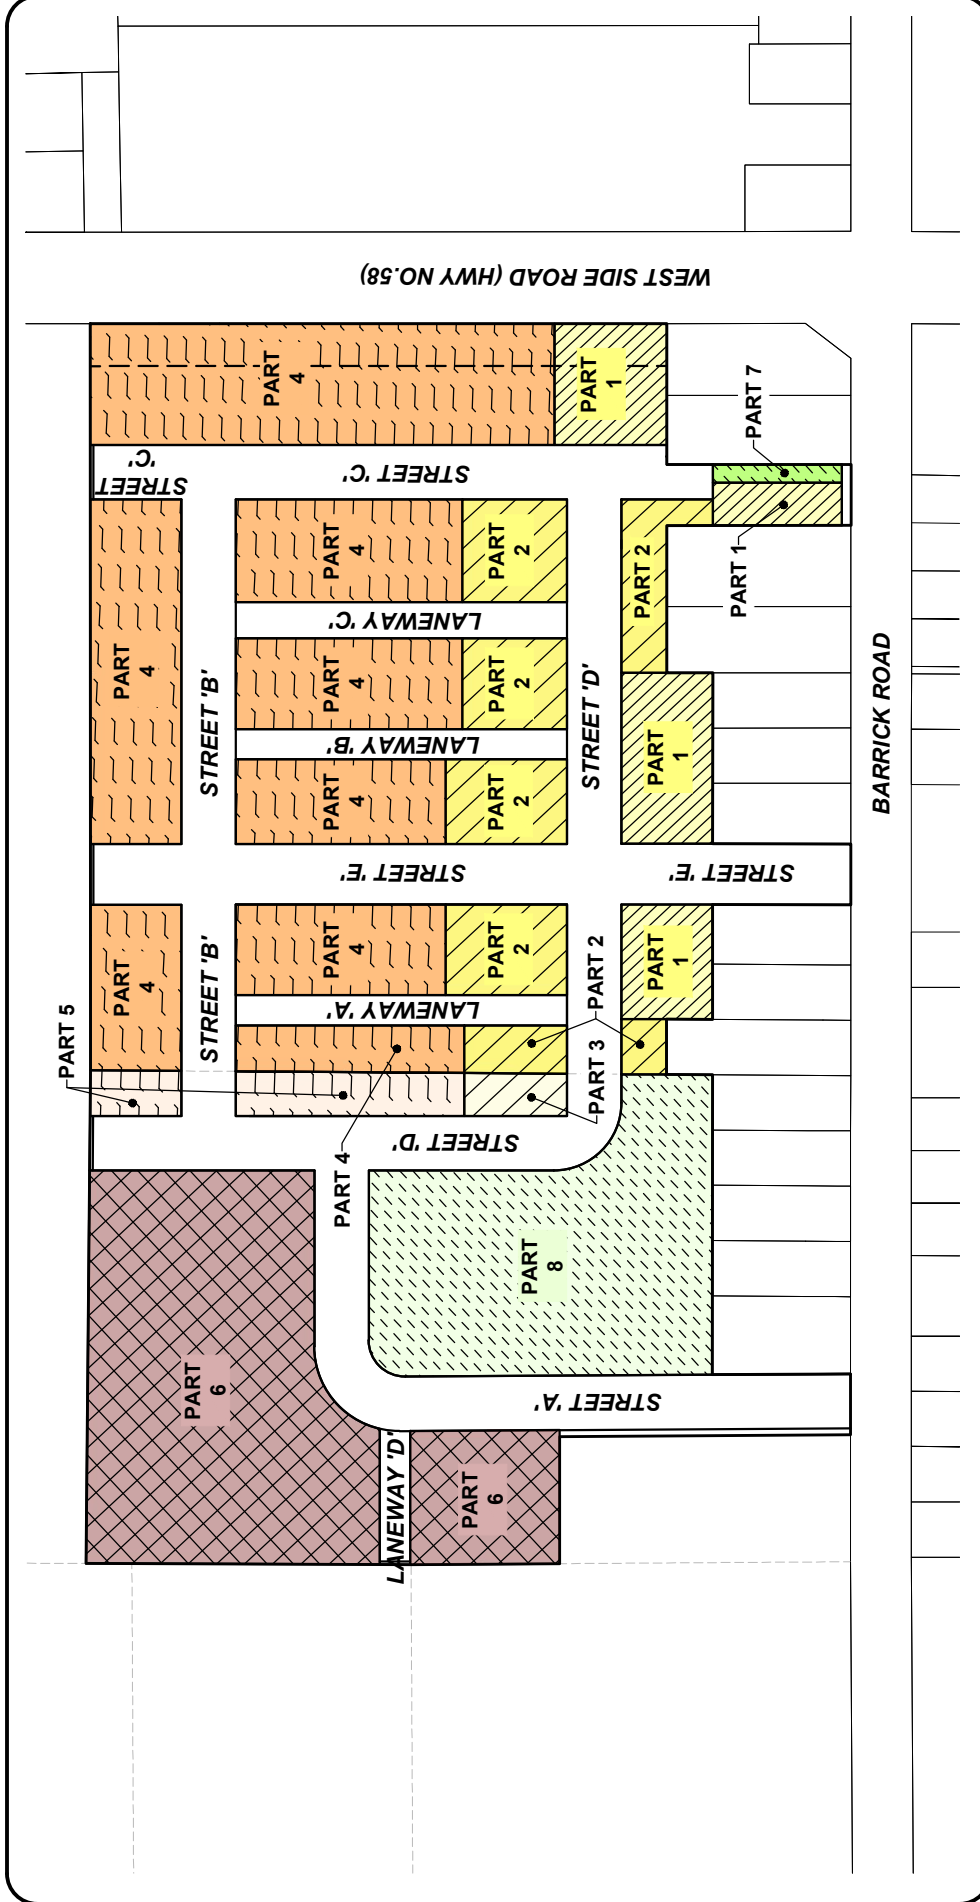 WEST SIDE ROAD (HWY NO.58)
PART
4
PART
1
PART 7
STREET
'C'
STREET 'C'
PART 1
PART
4
PART
4
PART
2
PART 2
LANEWAY 'C'
PART
4
PART
2
STREET 'B'
LANEWAY 'B'
STREET 'D'
PART
1
BARRICK ROAD
PART
4
PART
2
STREET 'E'
STREET 'E'
PART
4
STREET 'B'
PART
4
PART
2
PART 2
PART
1
LANEWAY 'A'
PART 5
PART 3
PART 4
STREET 'D'
PART
8
PART
6
STREET 'A'
LANEWAY 'D'
PART
6